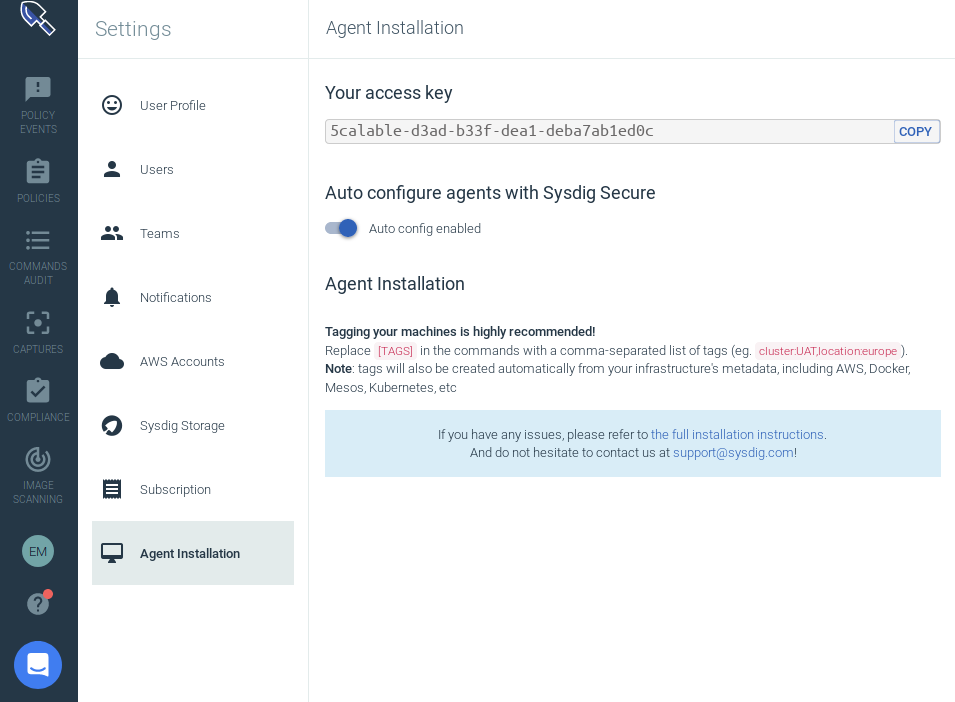 Settings
Agent Installation
POLICY
EVENTS
POLICIES
COMMANDS
AUDIT
CAPTURES
COMPLIANCE
IMAGE
SCANNING
EM
User Profile
Users
Teams
Notifications
AWS Accounts
Sysdig Storage
Subscription
Agent Installation
Your access key
5calable-d3ad-b33f-dea1-deba7ab1ed0c COPY
Auto configure agents with Sysdig Secure
Auto config enabled
Agent Installation
Tagging your machines is highly recommended!
Replace [TAGS] in the commands with a comma-separated list of tags (eg. cluster:UAT,location:europe ).
Note: tags will also be created automatically from your infrastructure's metadata, including AWS, Docker,
Mesos, Kubernetes, etc
If you have any issues, please refer to the full installation instructions.
And do not hesitate to contact us at support@sysdig.com!